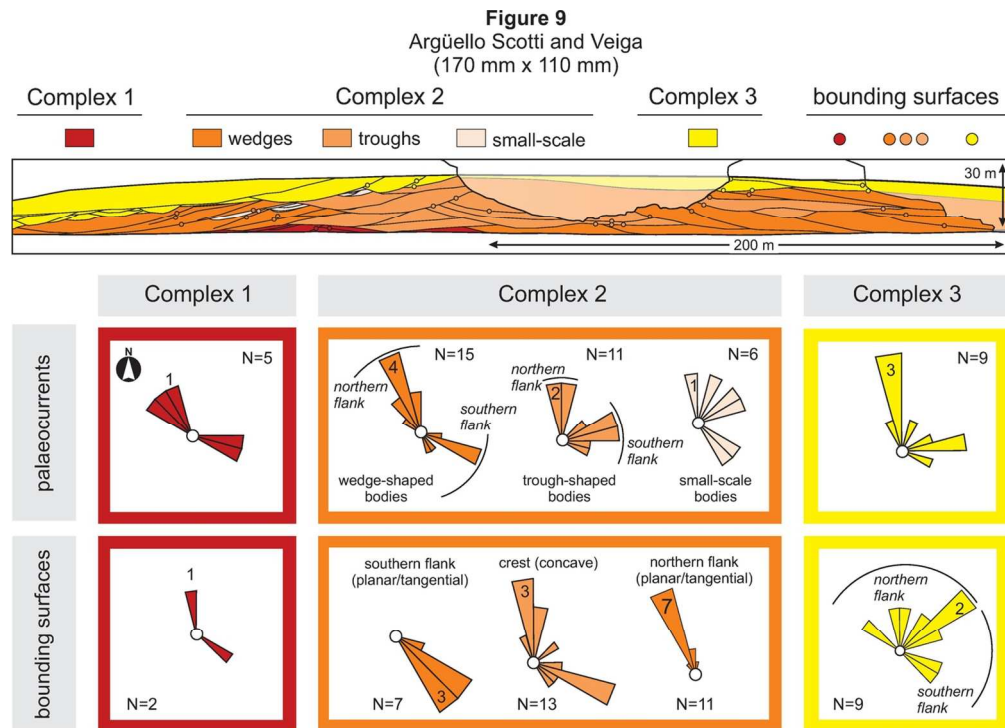 Figure 9
Argüello Scotti and Veiga
(170 mm x 110 mm)
Complex 1 Complex 2 Complex 3 bounding surfaces
wedges troughs small-scale
30 m
200 m
Complex 1 Complex 2 Complex 3
palaeocurrents
N
N=5
1
N=15
4
northern flank
southern flank
wedge-shaped bodies
N=11
northern flank
2
southern flank
trough-shaped bodies
N=6
1
small-scale bodies
N=9
3
bounding surfaces
1
N=2
southern flank
(planar/tangential)
3
N=7
crest (concave)
3
N=13
northern flank
(planar/tangential)
7
N=11
northern flank
2
southern flank
N=9